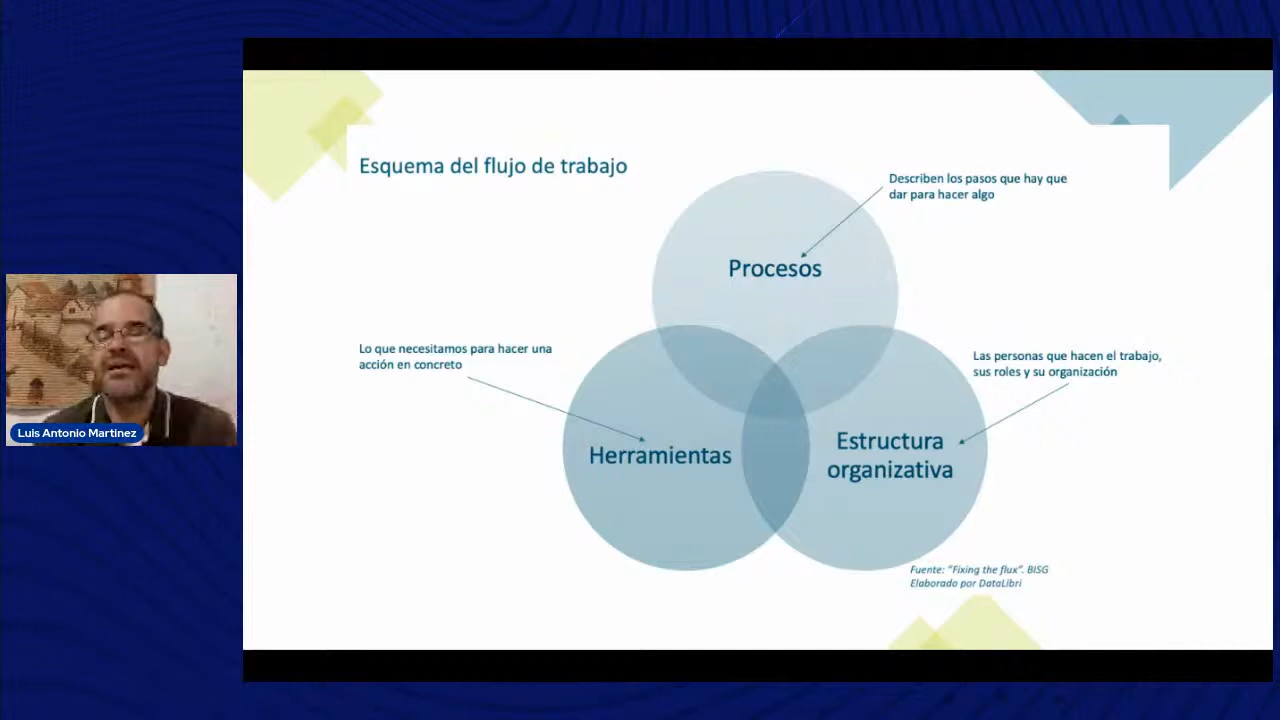 Esquema del flujo de trabajo
Describen los pasos que hay que
dar para hacer algo
Procesos
Lo que necesitamos para hacer una
acción en concreto
Las personas que hacen el trabajo,
sus roles y su organización
Herramientas
Estructura
organizativa
Fuente: “Fixing the flux”. BISG
Elaborado por DataLibri
Luis Antonio Martinez